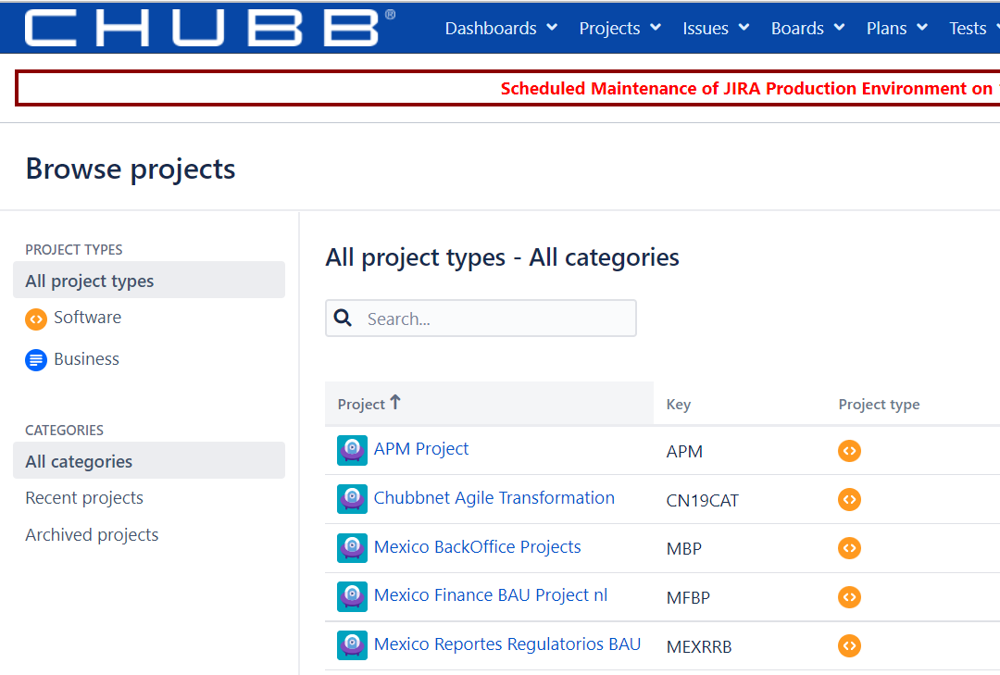 CHUBB®
Dashboards Projects Issues Boards Plans Tests
Scheduled Maintenance of JIRA Production Environment on
Browse projects
PROJECT TYPES
All project types
Software
Business
CATEGORIES
All categories
Recent projects
Archived projects
All project types - All categories
Search...
Project Key Project type
APM Project APM
Chubbnet Agile Transformation CN19CAT
Mexico BackOffice Projects MBP
Mexico Finance BAU Project nl MFBP
Mexico Reportes Regulatorios BAU MEXRRB